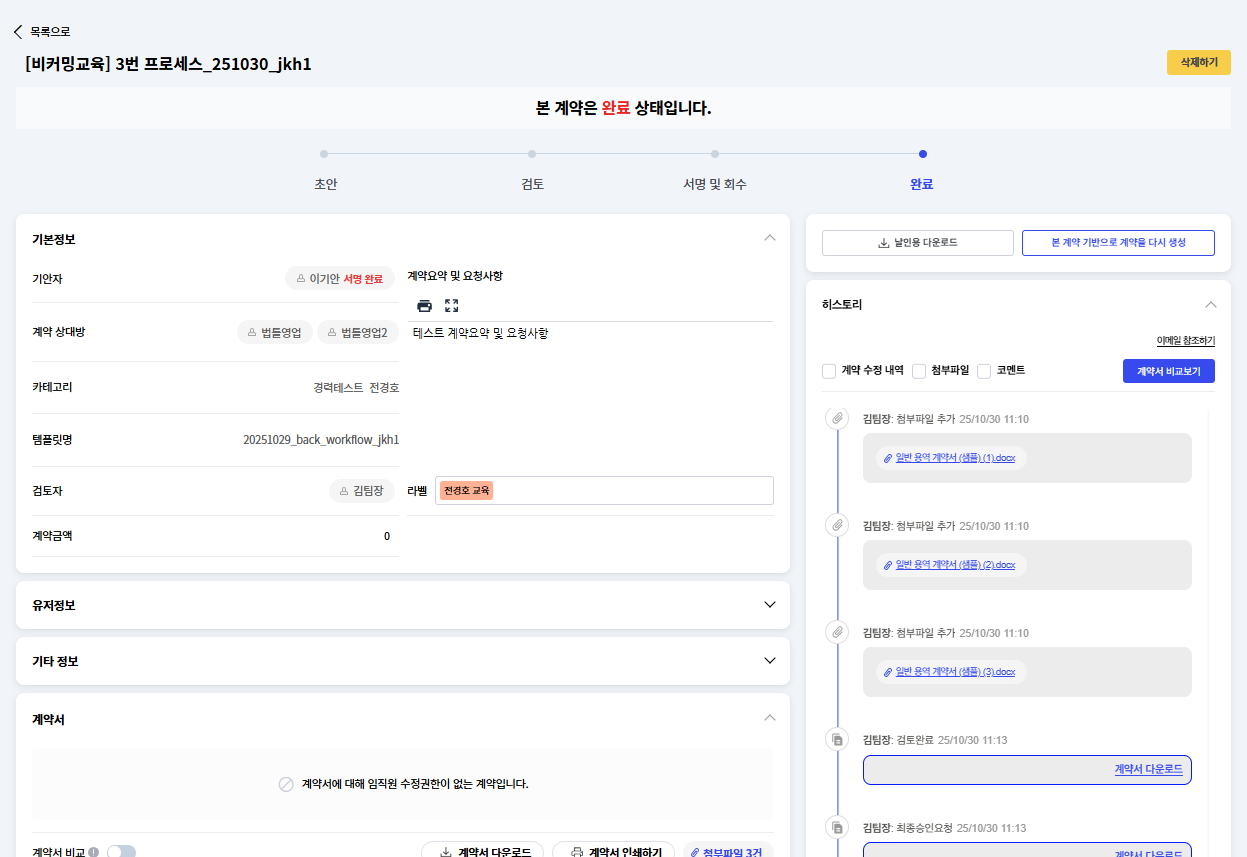 목록으로
[비커밍교육] 3번 프로세스_251030_jkh1
삭제하기
본 계약은 완료 상태입니다.
초안
검토
서명 및 회수
완료
기본정보
기안자
이기안 서명 완료
계약 상대방
법틀영업
법틀영업2
카테고리
경력테스트 전경호
템플릿명
20251029_back_workflow_jkh1
검토자
김팀장
계약금액
0
계약요약 및 요청사항
테스트 계약요약 및 요청사항
라벨
전경호 교육
유저정보
기타 정보
계약서
계약서에 대해 임직원 수정권한이 없는 계약입니다.
계약서 비교
계약서 다운로드
계약서 인쇄하기
첨부파일 3건
날인용 다운로드
본 계약 기반으로 계약을 다시 생성
히스토리
이메일 참조하기
계약 수정 내역
첨부파일
코멘트
계약서 비교보기
김팀장: 첨부파일 추가 25/10/30 11:10
일반 용역 계약서 (샘플) (1).docx
김팀장: 첨부파일 추가 25/10/30 11:10
일반 용역 계약서 (샘플) (2).docx
김팀장: 첨부파일 추가 25/10/30 11:10
일반 용역 계약서 (샘플) (3).docx
김팀장: 검토완료 25/10/30 11:13
계약서 다운로드
김팀장: 최종승인요청 25/10/30 11:13
계약서 다운로드